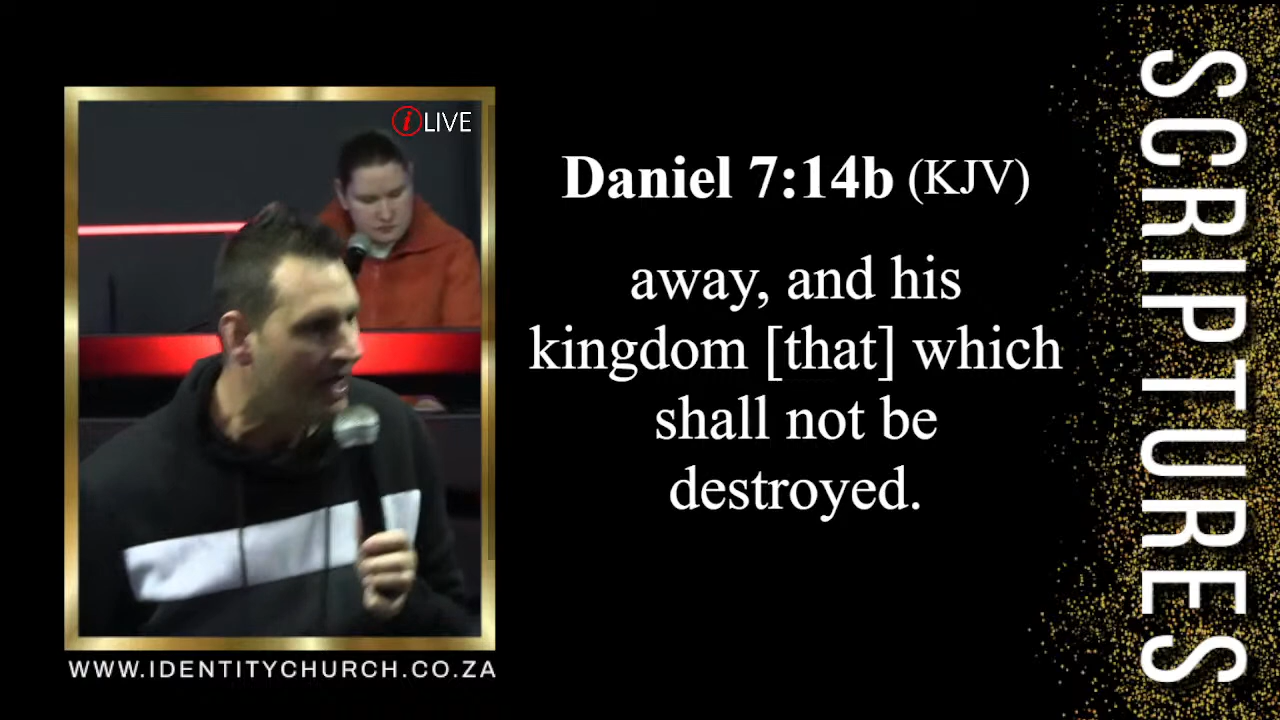 LIVE
Daniel 7:14b (KJV)
away, and his
kingdom [that] which
shall not be
destroyed.
WWW.IDENTITYCHURCH.CO.ZA
SCRIPTURES